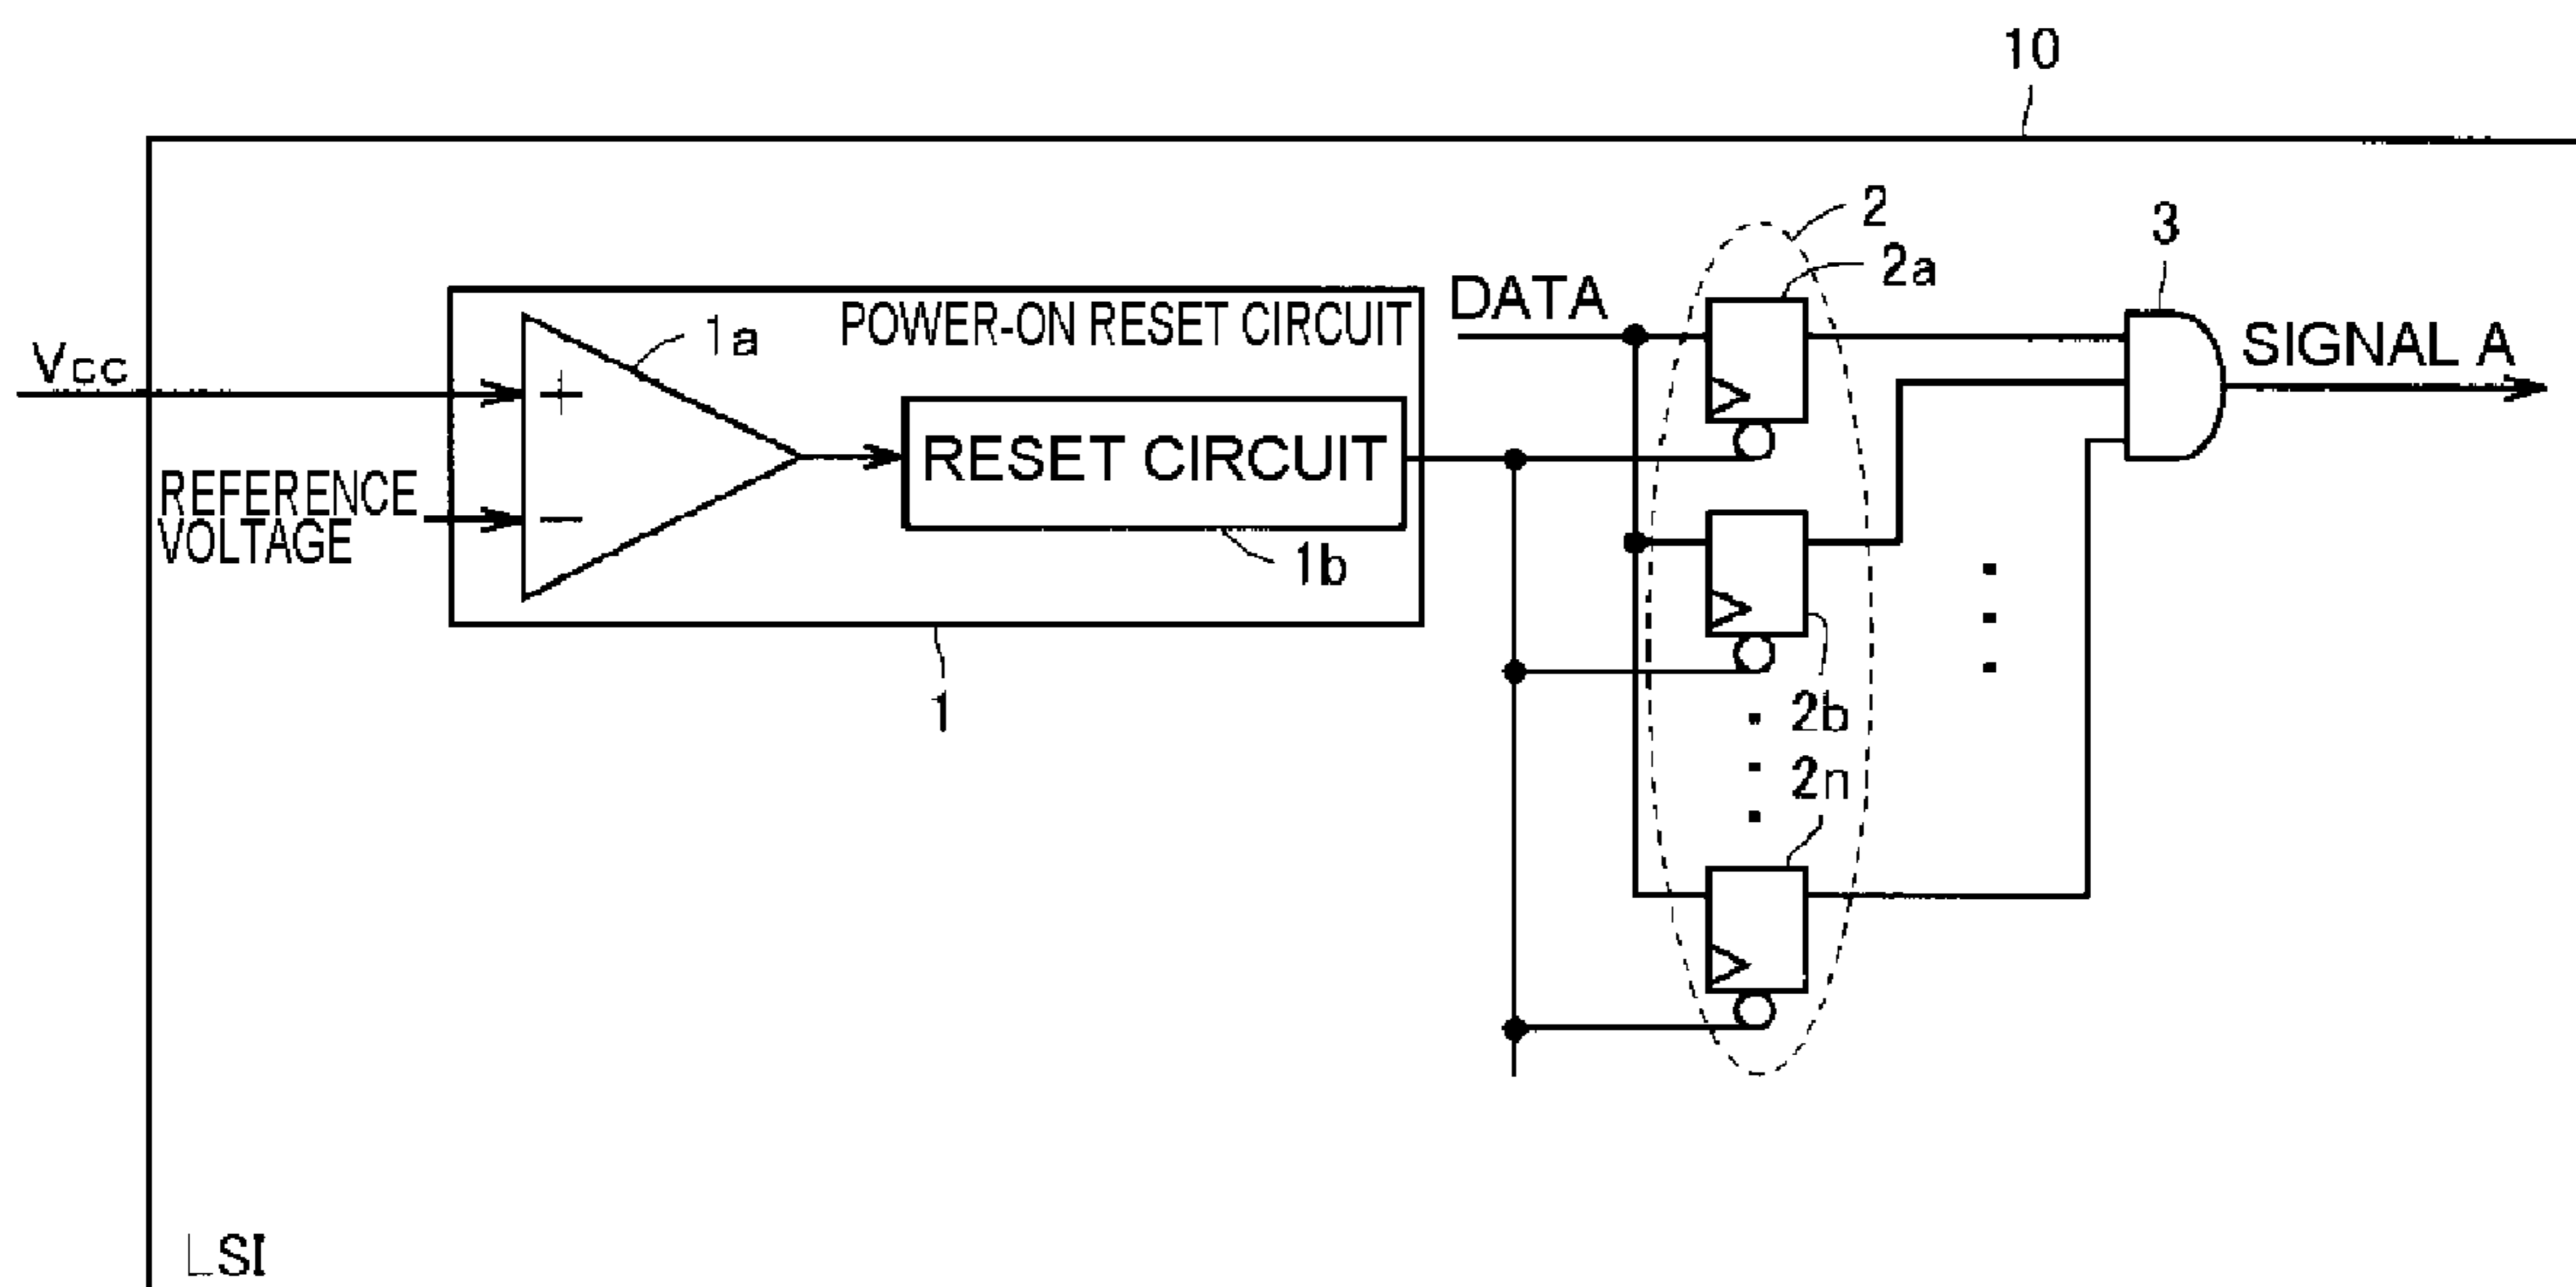 10
2
2a
3
DATA
SIGNAL A
POWER-ON RESET CIRCUIT
1a
Vcc
+
RESET CIRCUIT
REFERENCE
VOLTAGE
−
1b
1
2b
2n
LSI